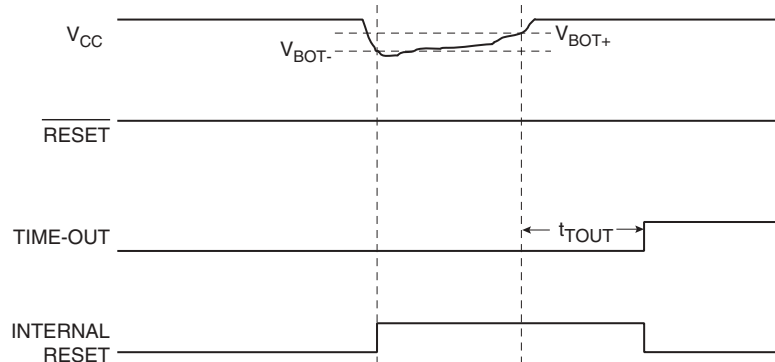 VCC
VBOT-
VBOT+
RESET
TIME-OUT
tTOUT
INTERNAL
RESET